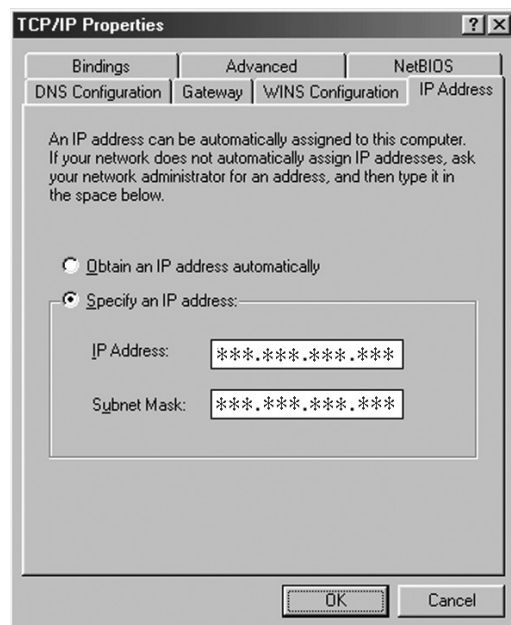 TCP/IP Properties
? ×
Bindings Advanced NetBIOS
DNS Configuration Gateway WINS Configuration IP Address
An IP address can be automatically assigned to this computer.
If your network does not automatically assign IP addresses, ask
your network administrator for an address, and then type it in
the space below.
Obtain an IP address automatically
Specify an IP address:
IP Address: ***.***.***.***
Subnet Mask: ***.***.***.***
OK Cancel